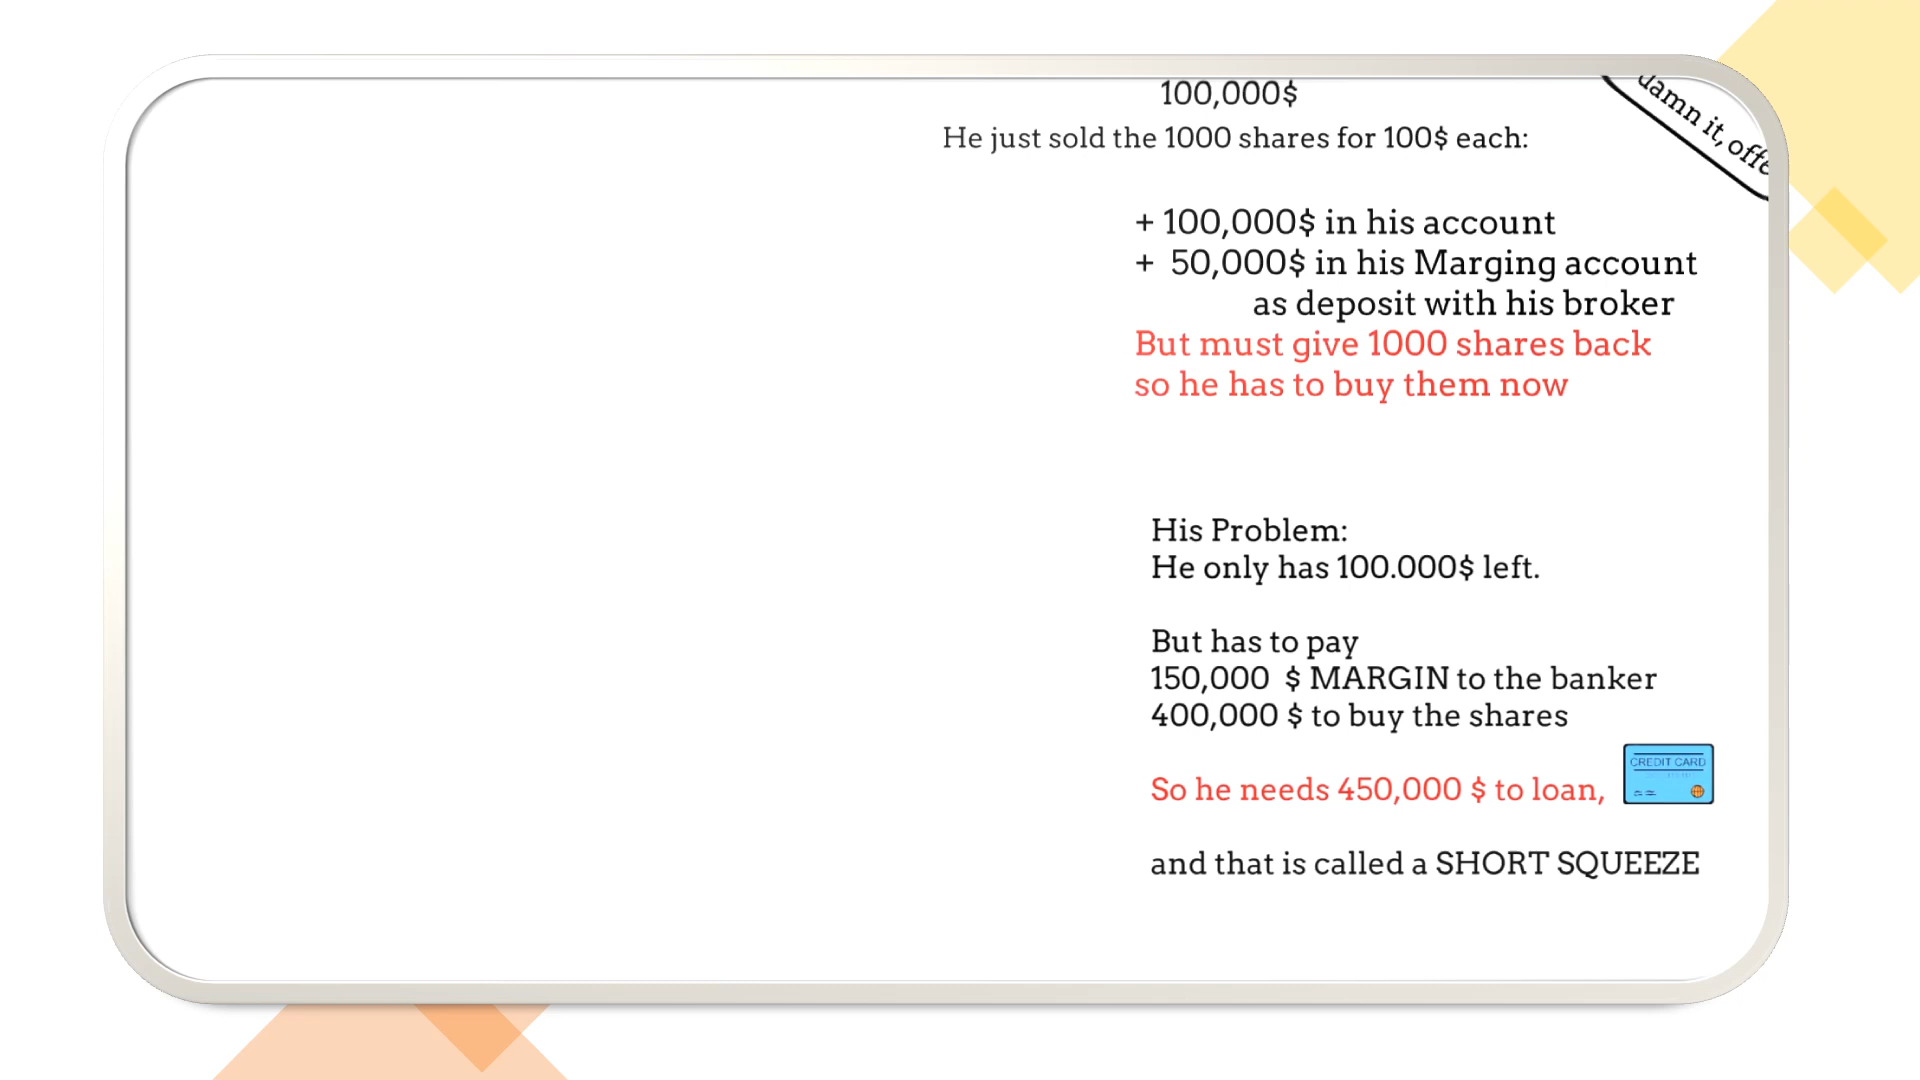 100,000$
damn it, offe
He just sold the 1000 shares for 100$ each:
+ 100,000$ in his account
+ 50,000$ in his Marging account
as deposit with his broker
But must give 1000 shares back
so he has to buy them now
His Problem:
He only has 100.000$ left.
But has to pay
150,000 $ MARGIN to the banker
400,000 $ to buy the shares
So he needs 450,000 $ to loan,
CREDIT CARD
and that is called a SHORT SQUEEZE